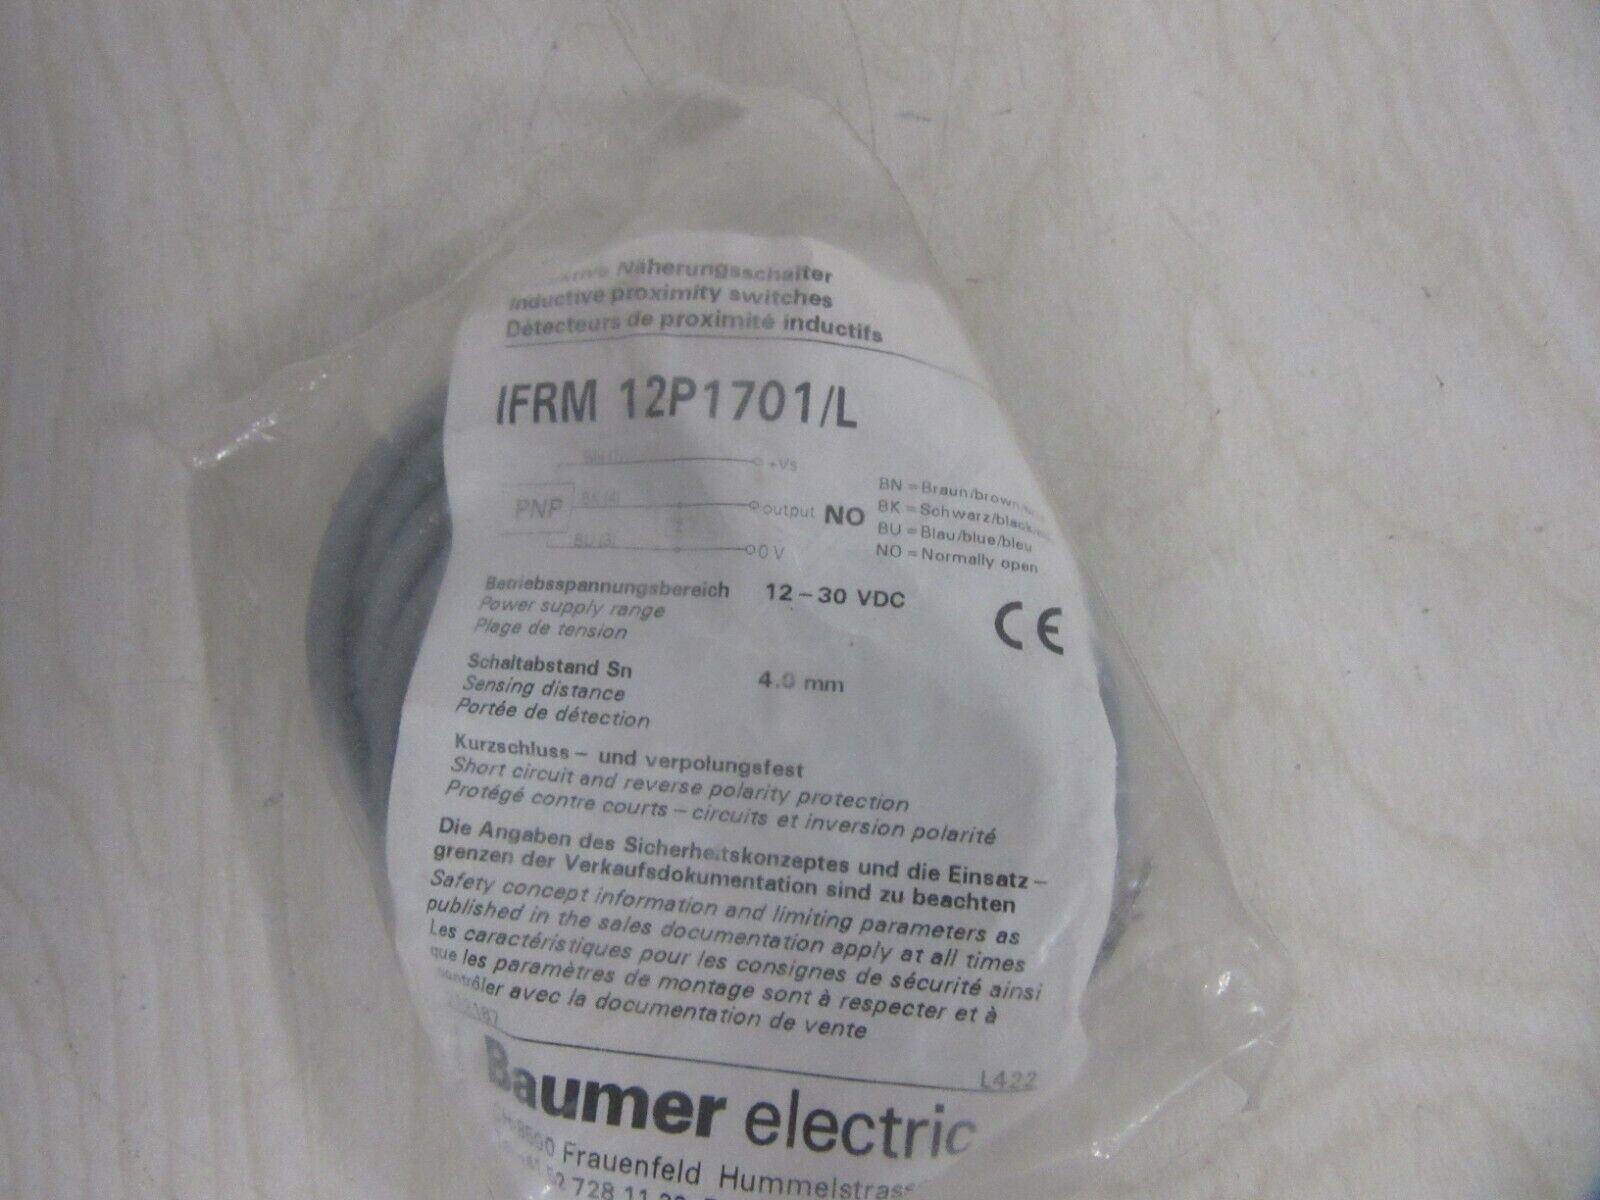 Näherungsschalter
Inductive proximity switches
Détecteurs de proximité inductifs
IFRM 12P1701/L
+Vs
PNP BK (4) output NO
BU (3) 0 V
Z
BN = Braun/brown
BK = Schwarz/black
BU = Blau/blue/bleu
NO = Normally open
Betriebsspannungsbereich 12 – 30 VDC
Power supply range
Plage de tension
CE
Schaltabstand Sn 4.0 mm
Sensing distance
Portée de détection
Kurzschluss – und verpolungsfest
Short circuit and reverse polarity protection
Protégé contre courts – circuits et inversion polarité
Die Angaben des Sicherheitskonzeptes und die Einsatz –
grenzen der Verkaufsdokumentation sind zu beachten
Safety concept information and limiting parameters as
published in the sales documentation apply at all times
Les caractéristiques pour les consignes de sécurité ainsi
que les paramètres de montage sont à respecter et à
contrôler avec la documentation de vente
L422
Baumer electric
Frauenfeld
728 11